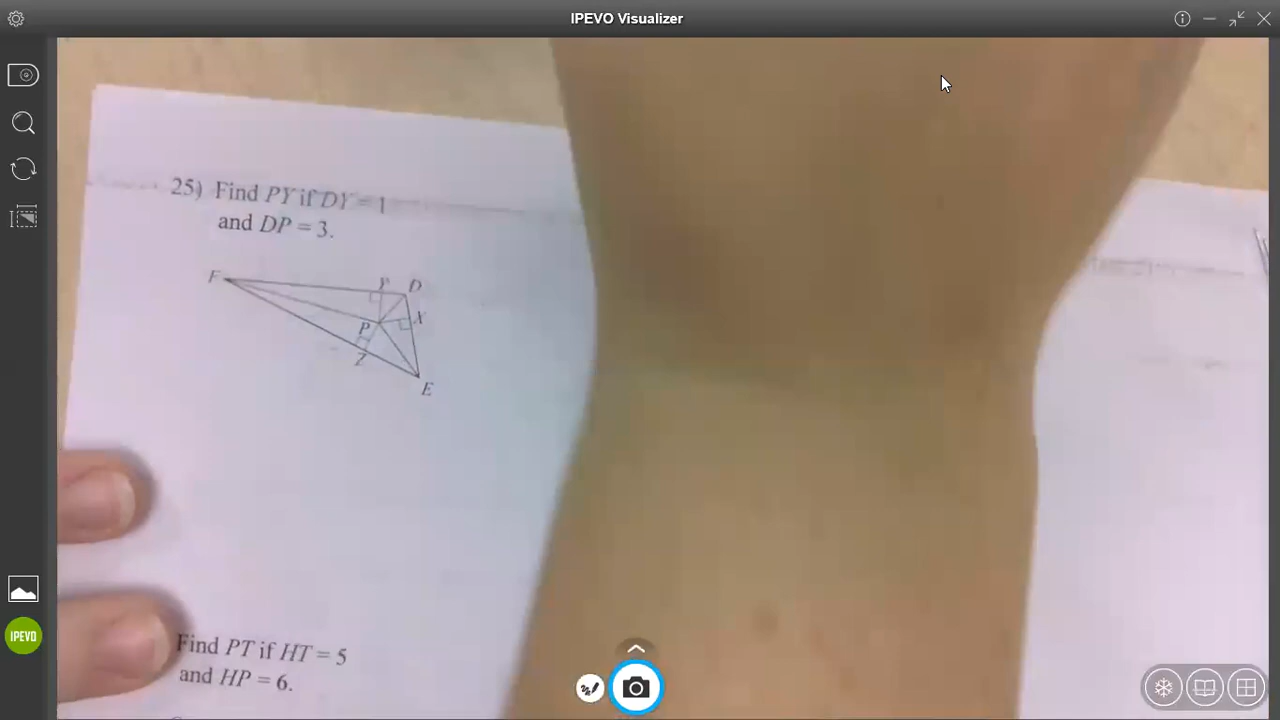 IPEVO Visualizer
25) Find PY if DY = 1
and DP = 3.
F
Y
D
X
P
Z
E
IPEVO
Find PT if HT = 5
and HP = 6.